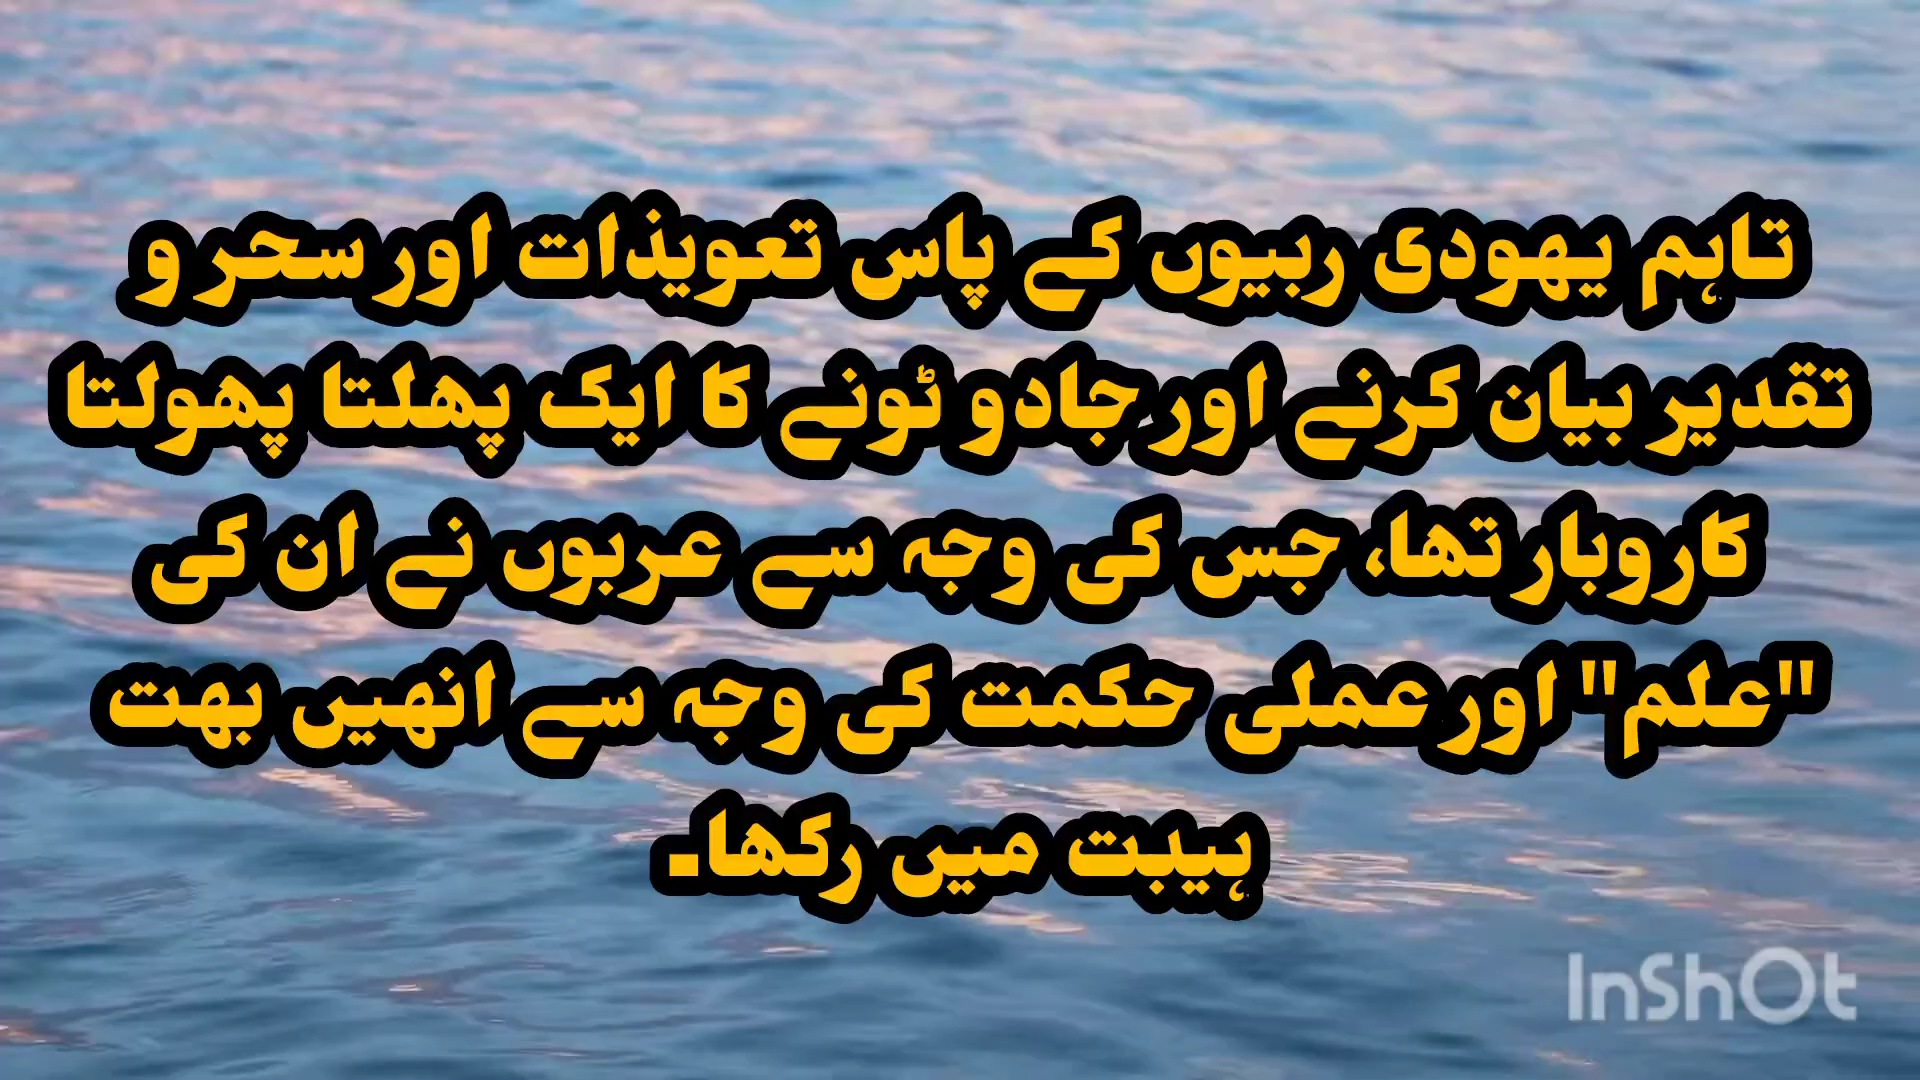 تاہم یھودی ربیوں کے پاس تعویذات اور سحر و
تقدیر بیان کرنے اور جادو ٹونے کا ایک پھلتا پھولتا
کاروبار تھا، جس کی وجہ سے عربوں نے ان کی
"علم" اور عملی حکمت کی وجہ سے انھیں بھت
ہیبت میں رکھا۔
InShOt